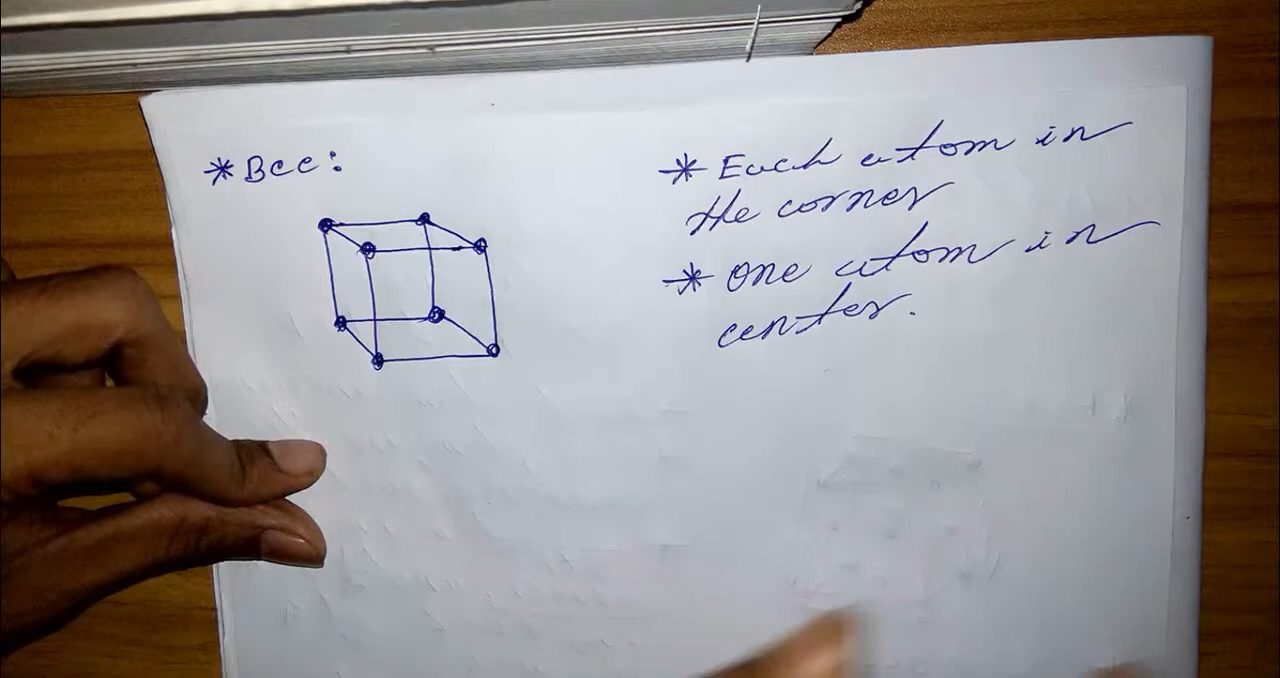 * Bcc:
* Each atom in
the corner
* one atom in
center.